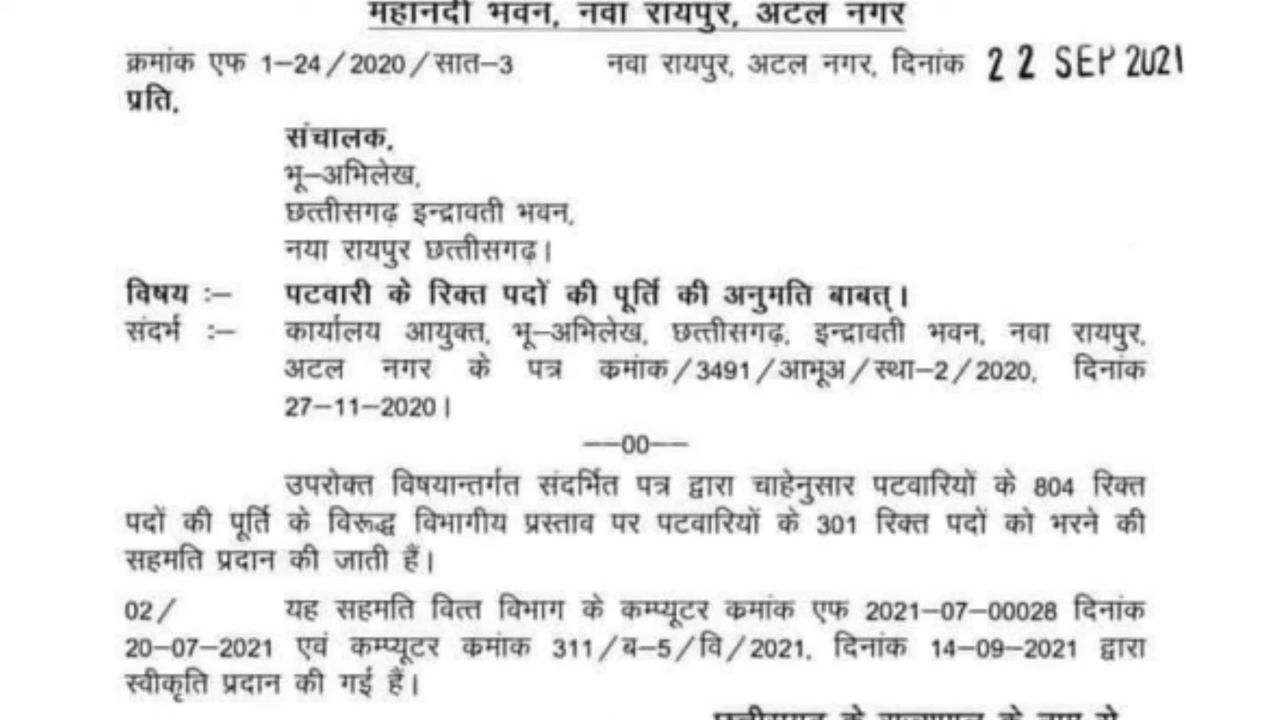 महानदी भवन, नवा रायपुर, अटल नगर
क्रमांक एफ 1–24/2020/सात–3 नवा रायपुर, अटल नगर, दिनांक 22 SEP 2021
प्रति,
संचालक,
भू–अभिलेख,
छत्तीसगढ़ इन्द्रावती भवन,
नया रायपुर छत्तीसगढ़।
विषय :– पटवारी के रिक्त पदों की पूर्ति की अनुमति बाबत्।
संदर्भ :– कार्यालय आयुक्त, भू–अभिलेख, छत्तीसगढ़, इन्द्रावती भवन, नवा रायपुर,
अटल नगर के पत्र कमांक/3491/आभूअ/स्था–2/2020, दिनांक
27–11–2020।
––00––
उपरोक्त विषयान्तर्गत संदर्भित पत्र द्वारा चाहेनुसार पटवारियों के 804 रिक्त
पदों की पूर्ति के विरूद्ध विभागीय प्रस्ताव पर पटवारियों के 301 रिक्त पदों को भरने की
सहमति प्रदान की जाती हैं।
02/ यह सहमति वित्त विभाग के कम्प्यूटर कमांक एफ 2021–07–00028 दिनांक
20–07–2021 एवं कम्प्यूटर कमांक 311/ब–5/वि/2021, दिनांक 14–09–2021 द्वारा
स्वीकृति प्रदान की गई हैं।
छत्तीसगढ़ के राज्यपाल के नाम से